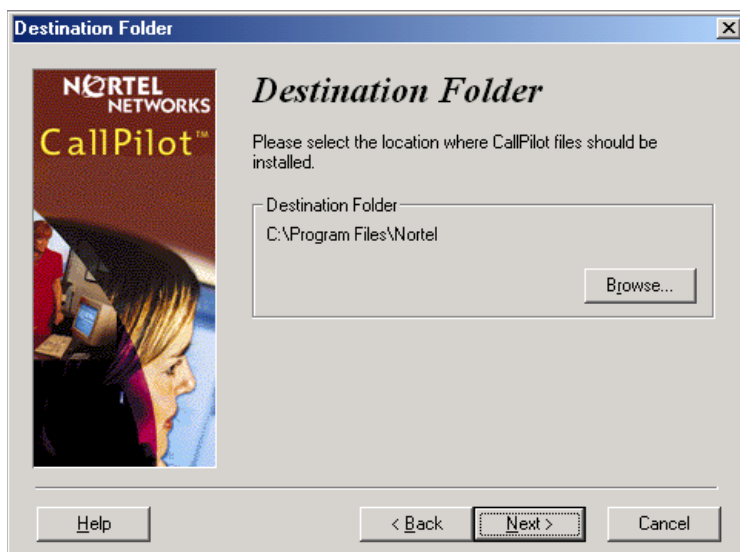 Destination Folder
NORTEL
NETWORKS
CallPilot™
Destination Folder
Please select the location where CallPilot files should be
installed.
Destination Folder
C:\Program Files\Nortel
Browse...
Help
< Back
Next >
Cancel